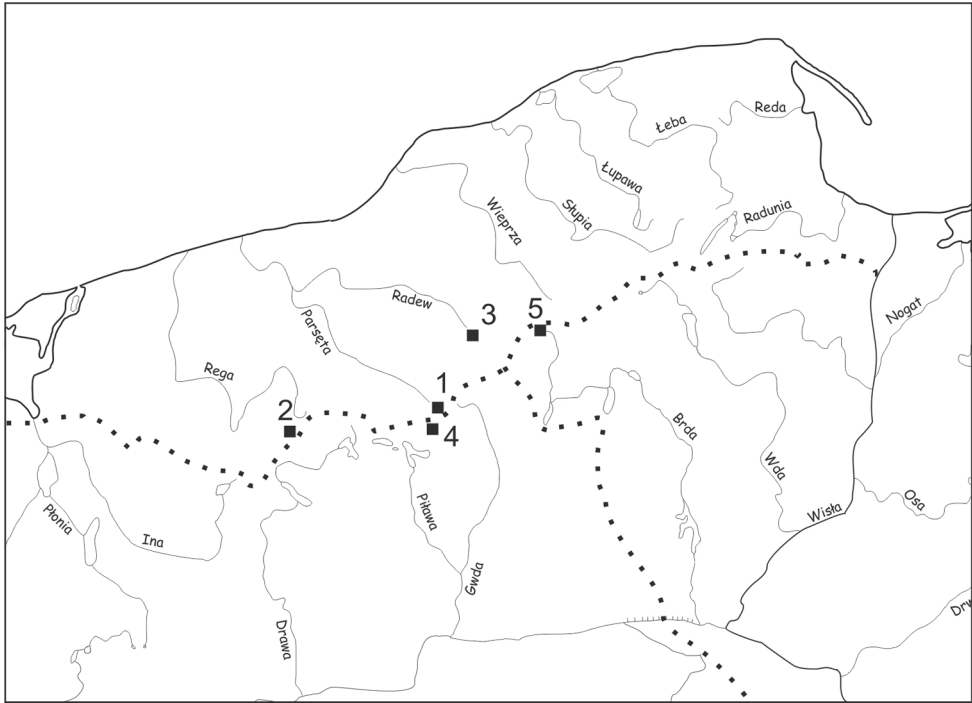 Reda
Łeba
Łupawa
Wieprza
Słupia
Radunia
Radew
3
5
Nogat
Parsęta
Rega
1
2
4
Brda
Wda
Piława
Osa
Płonia
Wisła
Ina
Gwda
Drw
Drawa